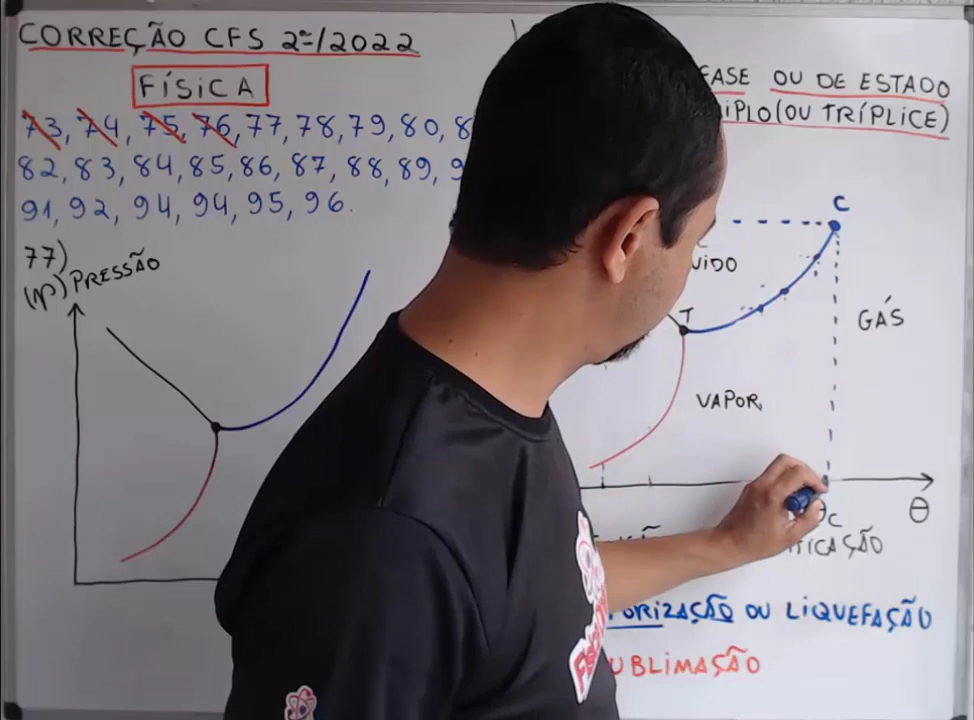 CORREÇÃO CFS 2º/2022
FÍSICA
73, 74, 75, 76, 77, 78, 79, 80, 8
82, 83, 84, 85, 86, 87, 88, 89, 9
91, 92, 94, 94, 95, 96.
77)
(p) PRESSÃO
FASE OU DE ESTADO
IPLO (OU TRÍPLICE)
C
UIDO
GÁS
T
VAPOR
θ
C
ICAÇÃO
ORIZAÇÃO OU LIQUEFAÇÃO
UBLIMAÇÃO